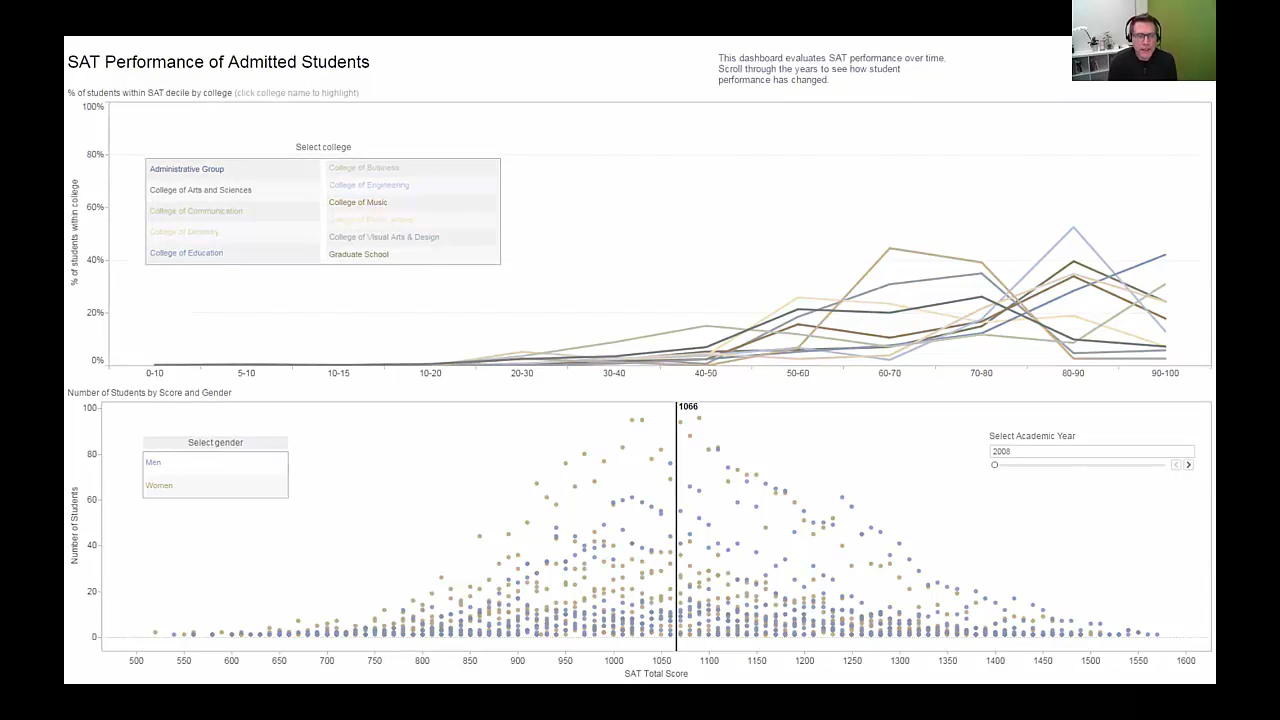 SAT Performance of Admitted Students
This dashboard evaluates SAT performance over time.
Scroll through the years to see how student
performance has changed.
% of students within SAT decile by college (click college name to highlight)
100%
80%
60%
40%
20%
0%
% of students within college
Select college
Administrative Group
College of Arts and Sciences
College of Communication
College of Dentistry
College of Education
College of Business
College of Engineering
College of Music
College of Visual Arts & Design
Graduate School
0-10 5-10 10-15 10-20 20-30 30-40 40-50 50-60 60-70 70-80 80-90 90-100
Number of Students by Score and Gender
100
80
60
40
20
0
Number of Students
1066
Select gender
Men
Women
Select Academic Year
2008
500 550 600 650 700 750 800 850 900 950 1000 1050 1100 1150 1200 1250 1300 1350 1400 1450 1500 1550 1600
SAT Total Score